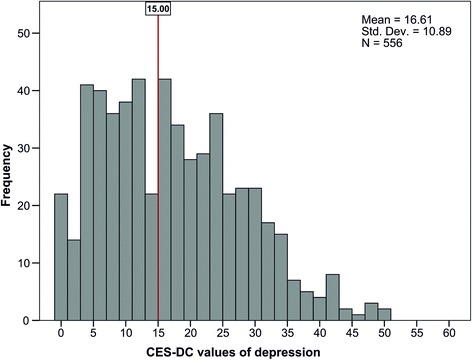 15.00
Mean = 16.61
Std. Dev. = 10.89
N = 556
50
40
30
20
10
0
Frequency
0 5 10 15 20 25 30 35 40 45 50 55 60
CES-DC values of depression